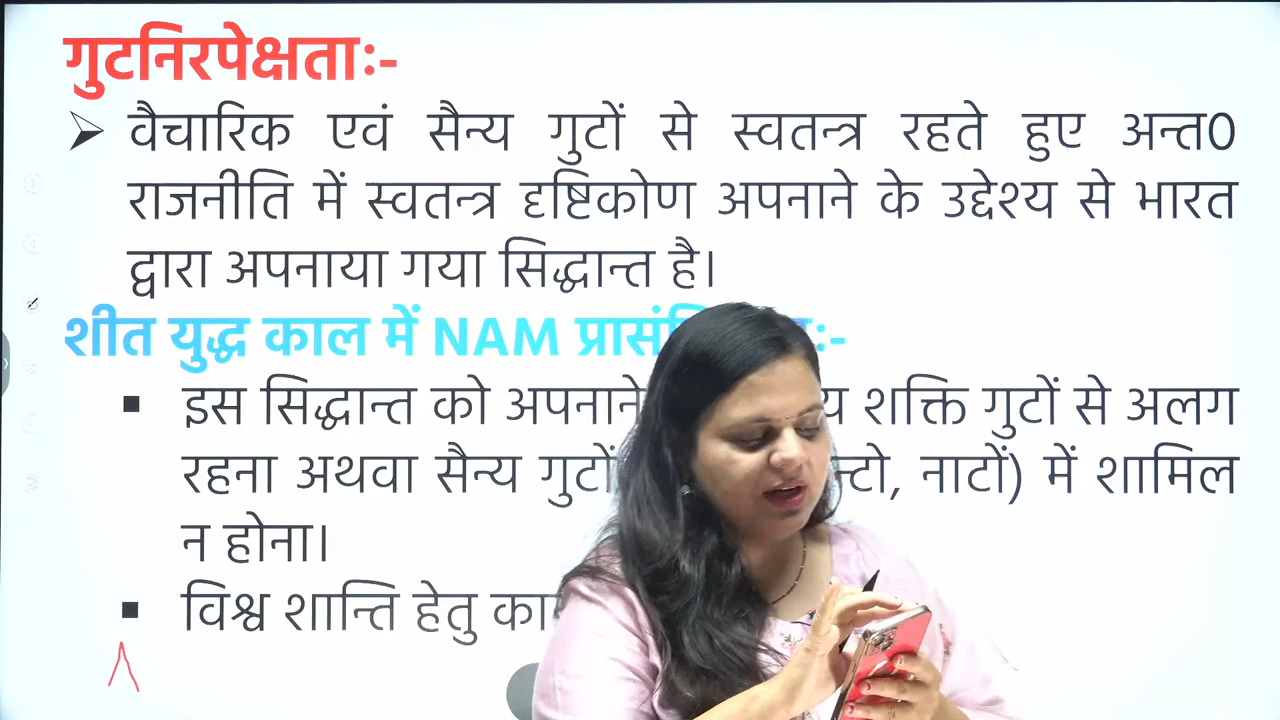 गुटनिरपेक्षताः-
➢ वैचारिक एवं सैन्य गुटों से स्वतन्त्र रहते हुए अन्त0
राजनीति में स्वतन्त्र दृष्टिकोण अपनाने के उद्देश्य से भारत
द्वारा अपनाया गया सिद्धान्त है।
शीत युद्ध काल में NAM
▪ इस सिद्धान्त को अपनाने शक्ति गुटों से अलग
रहना अथवा सैन्य गुटों नाटों) में शामिल
न होना।
▪ विश्व शान्ति हेतु